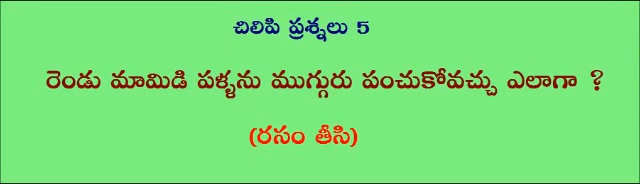 చిలిపి ప్రశ్నలు 5
రెండు మామిడి పళ్ళను ముగ్గురు పంచుకోవచ్చు ఎలాగా ?
(రసం తీసి)